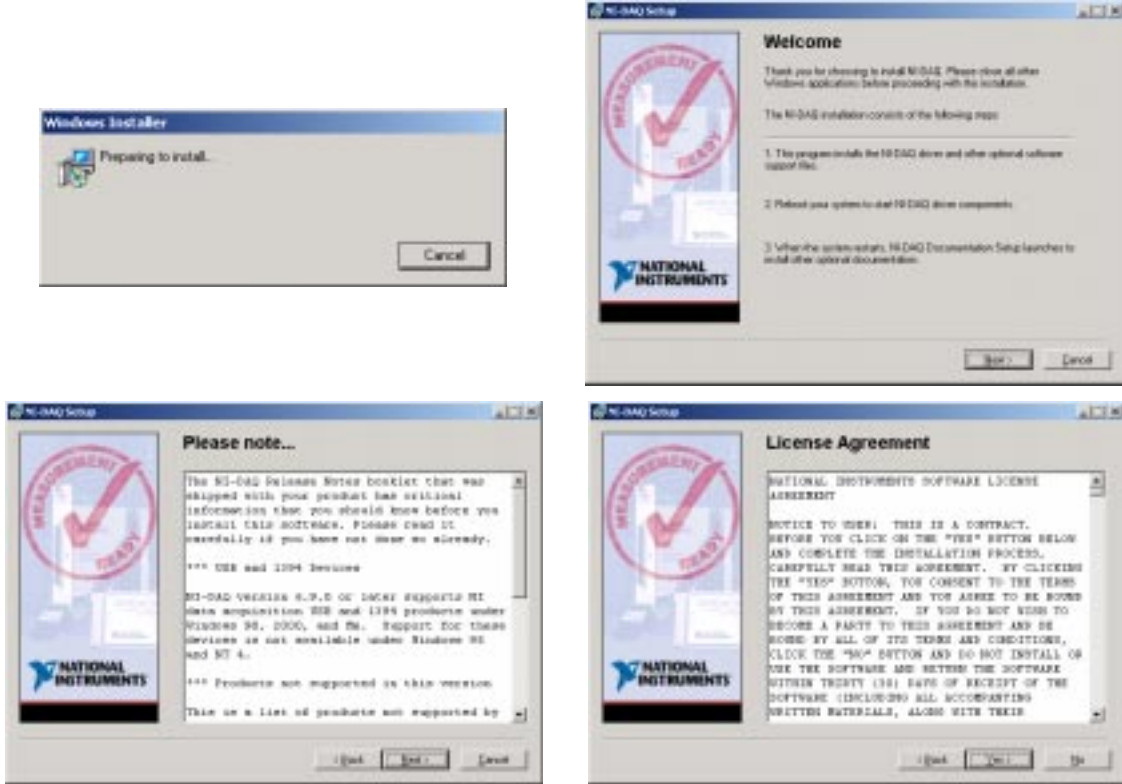 Windows Installer
Preparing to install...
Cancel
NI-DAQ Setup
MEASUREMENT
READY
NATIONAL
INSTRUMENTS
Welcome
Thank you for choosing to install NI-DAQ. Please close all other
Windows applications before proceeding with the installation.
The NI-DAQ installation consists of the following steps:
1. This program installs the NI-DAQ driver and other optional software
support files.
2. Reboot your system to start NI-DAQ driver components.
3. When the system restarts, NI-DAQ Documentation Setup launches to
install other optional documentation.
Next >
Cancel
NI-DAQ Setup
MEASUREMENT
READY
NATIONAL
INSTRUMENTS
Please note...
The NI-DAQ Release Notes booklet that was
shipped with your product has critical
information that you should know before you
install this software. Please read it
carefully if you have not done so already.
*** USB and 1394 Devices
NI-DAQ version 6.9.0 or later supports NI
data acquisition USB and 1394 products under
Windows 98, 2000, and Me. Support for these
devices is not available under Windows 95
and NT 4.
*** Products not supported in this version
This is a list of products not supported by
< Back
Next >
Cancel
NI-DAQ Setup
MEASUREMENT
READY
NATIONAL
INSTRUMENTS
License Agreement
NATIONAL INSTRUMENTS SOFTWARE LICENSE
AGREEMENT
NOTICE TO USER: THIS IS A CONTRACT.
BEFORE YOU CLICK ON THE "YES" BUTTON BELOW
AND COMPLETE THE INSTALLATION PROCESS,
CAREFULLY READ THIS AGREEMENT. BY CLICKING
THE "YES" BUTTON, YOU CONSENT TO THE TERMS
OF THIS AGREEMENT AND YOU AGREE TO BE BOUND
BY THIS AGREEMENT. IF YOU DO NOT WISH TO
BECOME A PARTY TO THIS AGREEMENT AND BE
BOUND BY ALL OF ITS TERMS AND CONDITIONS,
CLICK THE "NO" BUTTON AND DO NOT INSTALL OR
USE THE SOFTWARE AND RETURN THE SOFTWARE
WITHIN THIRTY (30) DAYS OF RECEIPT OF THE
SOFTWARE (INCLUDING ALL ACCOMPANYING
WRITTEN MATERIALS, ALONG WITH THEIR
< Back
Yes >
No